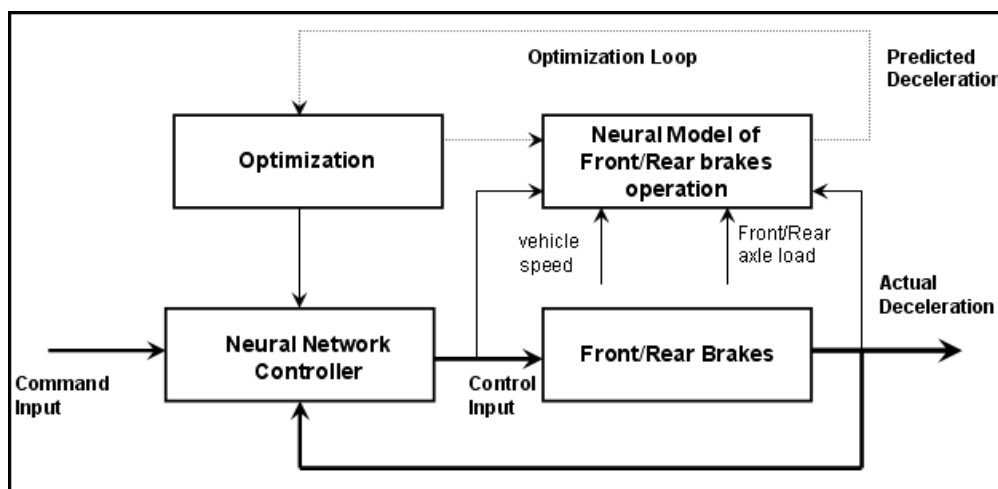 Optimization Loop
Predicted
Deceleration
Optimization
Neural Model of
Front/Rear brakes
operation
vehicle
speed
Front/Rear
axle load
Actual
Deceleration
Neural Network
Controller
Front/Rear Brakes
Command
Input
Control
Input